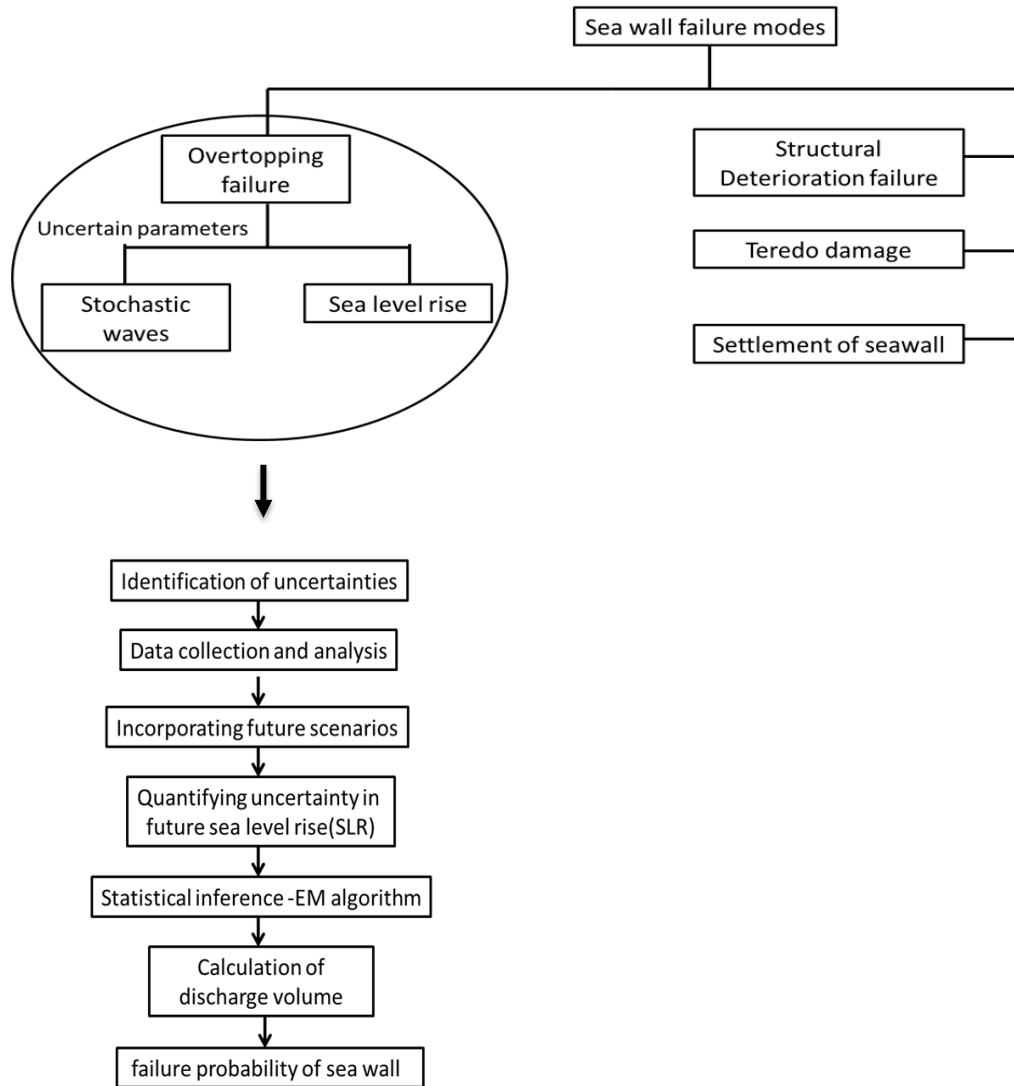 Sea wall failure modes
Overtopping
failure
Uncertain parameters
Stochastic
waves
Sea level rise
Structural
Deterioration failure
Teredo damage
Settlement of seawall
Identification of uncertainties
Data collection and analysis
Incorporating future scenarios
Quantifying uncertainty in
future sea level rise(SLR)
Statistical inference -EM algorithm
Calculation of
discharge volume
failure probability of sea wall